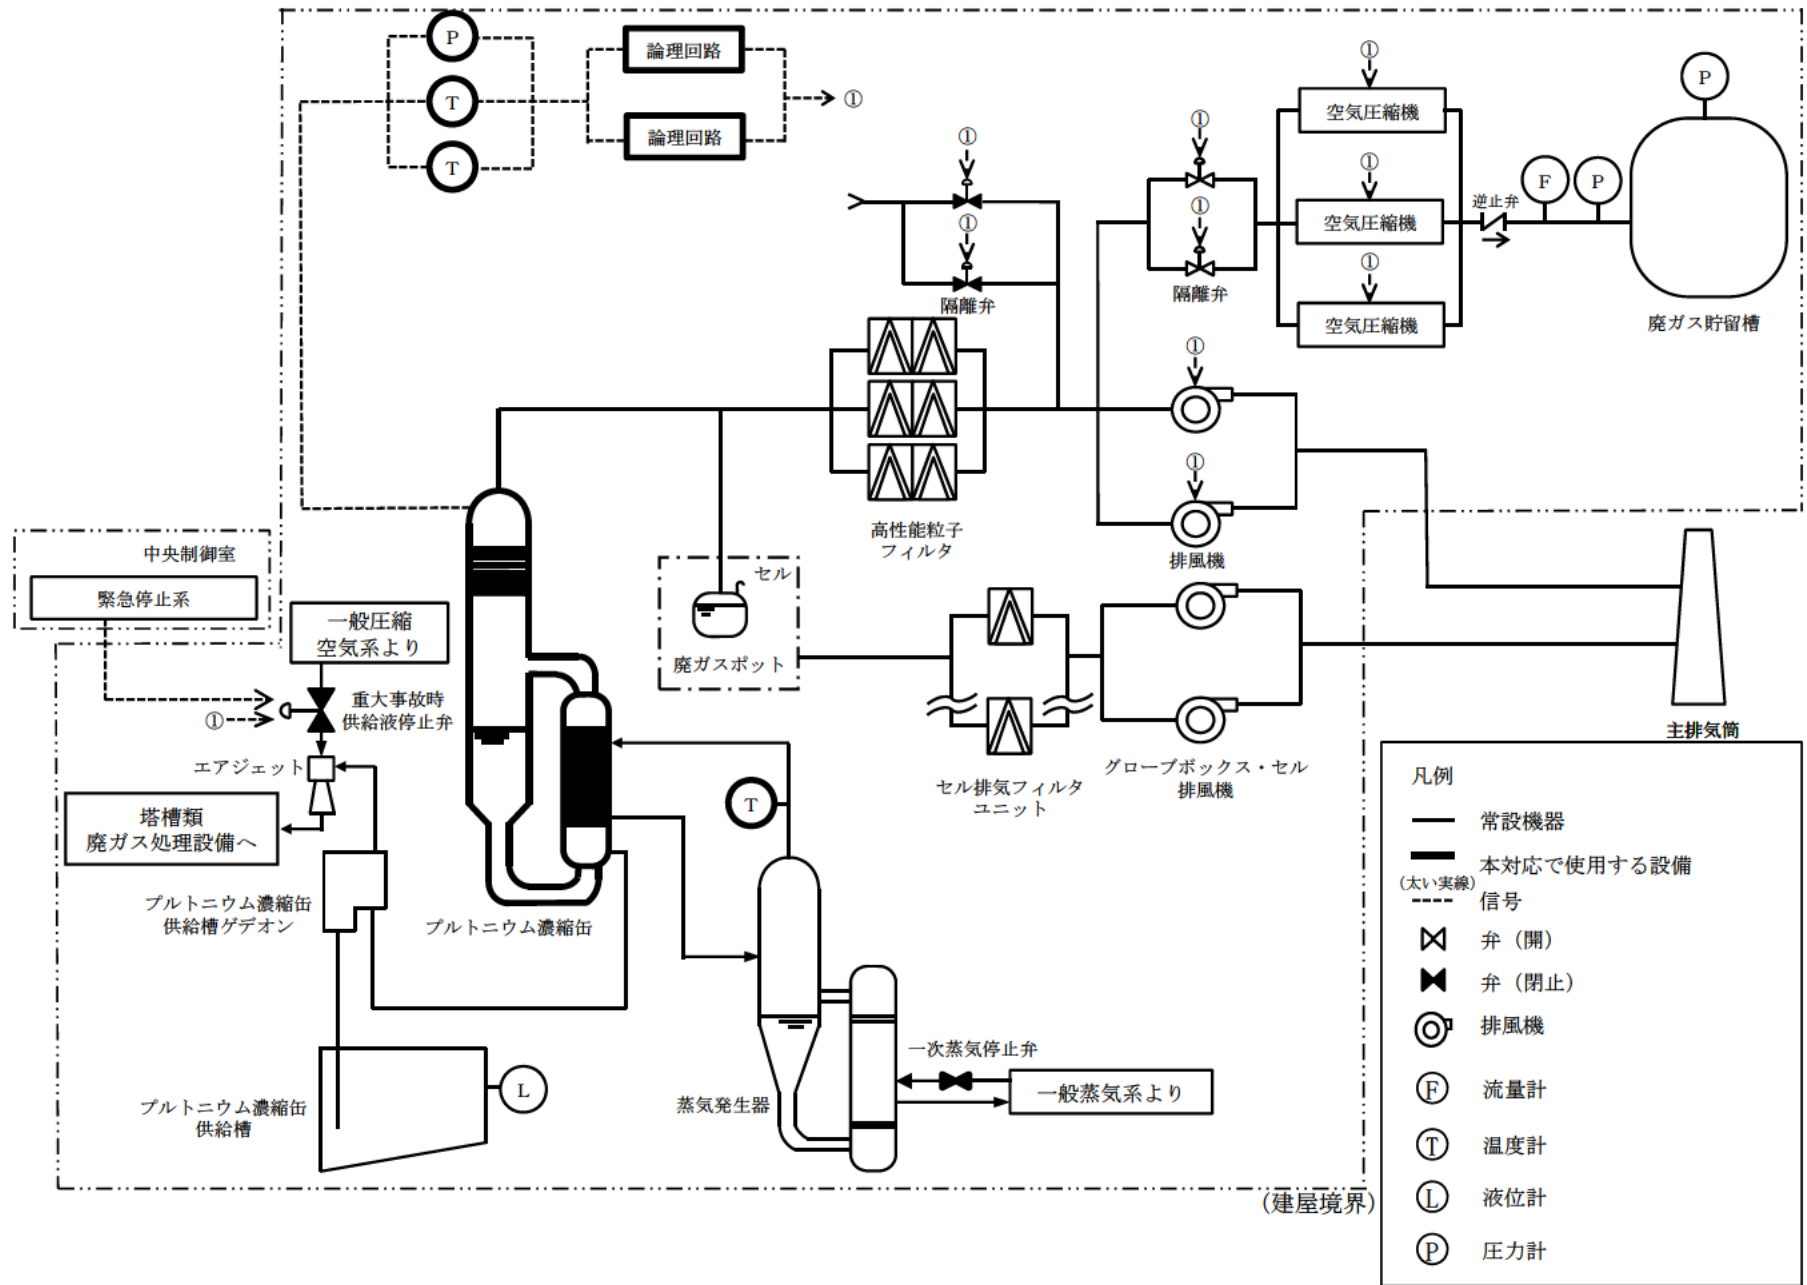 P
T
T
論理回路
論理回路
①
①
①
隔離弁
①
①
隔離弁
①
空気圧縮機
①
空気圧縮機
①
空気圧縮機
逆止弁
F
P
P
廃ガス貯留槽
高性能粒子
フィルタ
①
①
排風機
中央制御室
緊急停止系
一般圧縮
空気系より
①
重大事故時
供給液停止弁
エアジェット
塔槽類
廃ガス処理設備へ
プルトニウム濃縮缶
供給槽ゲデオン
プルトニウム濃縮缶
セル
廃ガスポット
セル排気フィルタ
ユニット
グローブボックス・セル
排風機
主排気筒
T
L
プルトニウム濃縮缶
供給槽
蒸気発生器
一次蒸気停止弁
一般蒸気系より
(建屋境界)
凡例
常設機器
本対応で使用する設備
(太い実線)
信号
弁（開）
弁（閉止）
排風機
F 流量計
T 温度計
L 液位計
P 圧力計